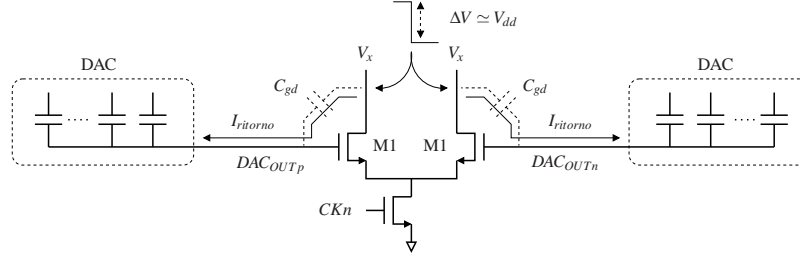 ΔV ≃ V_dd
DAC
V_x
V_x
DAC
C_gd
C_gd
I_ritorno
I_ritorno
M1
M1
DAC_OUTp
DAC_OUTn
CKn